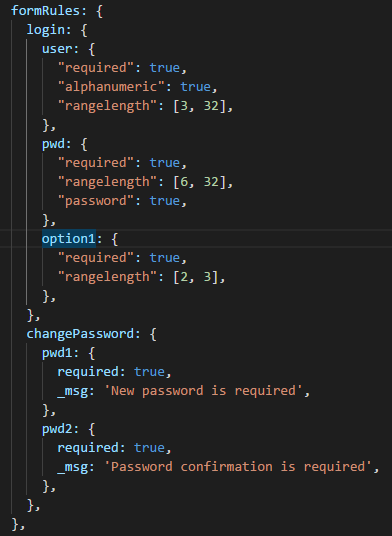 formRules: {
login: {
user: {
"required": true,
"alphanumeric": true,
"rangelength": [3, 32],
},
pwd: {
"required": true,
"rangelength": [6, 32],
"password": true,
},
option1: {
"required": true,
"rangelength": [2, 3],
},
},
changePassword: {
pwd1: {
required: true,
_msg: 'New password is required',
},
pwd2: {
required: true,
_msg: 'Password confirmation is required',
},
},
},